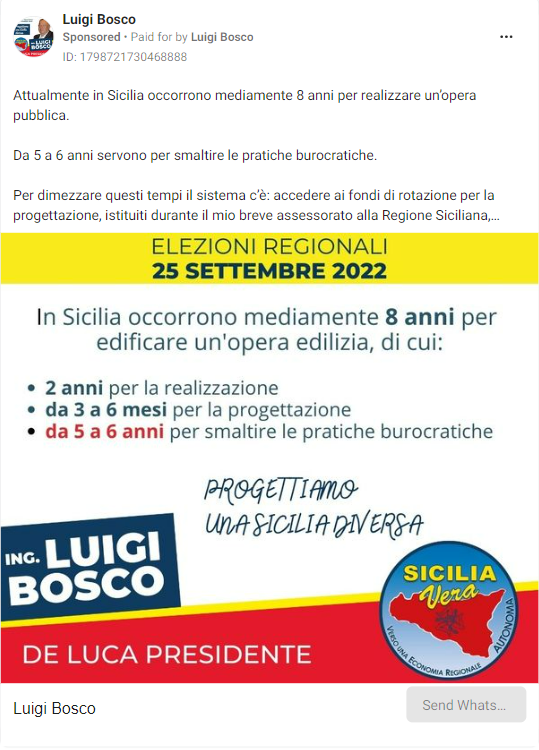 Luigi Bosco
Sponsored • Paid for by Luigi Bosco
ID: 1798721730468888
Attualmente in Sicilia occorrono mediamente 8 anni per realizzare un'opera
pubblica.
Da 5 a 6 anni servono per smaltire le pratiche burocratiche.
Per dimezzare questi tempi il sistema c'è: accedere ai fondi di rotazione per la
progettazione, istituiti durante il mio breve assessorato alla Regione Siciliana,...
ELEZIONI REGIONALI
25 SETTEMBRE 2022
In Sicilia occorrono mediamente 8 anni per
edificare un'opera edilizia, di cui:
• 2 anni per la realizzazione
• da 3 a 6 mesi per la progettazione
• da 5 a 6 anni per smaltire le pratiche burocratiche
PROGETTIAMO
UNA SICILIA DIVERSA
ING. LUIGI
BOSCO
SICILIA
Vera
VERSO UNA ECONOMIA REGIONALE
AUTONOMIA
DE LUCA PRESIDENTE
Luigi Bosco
Send Whats...